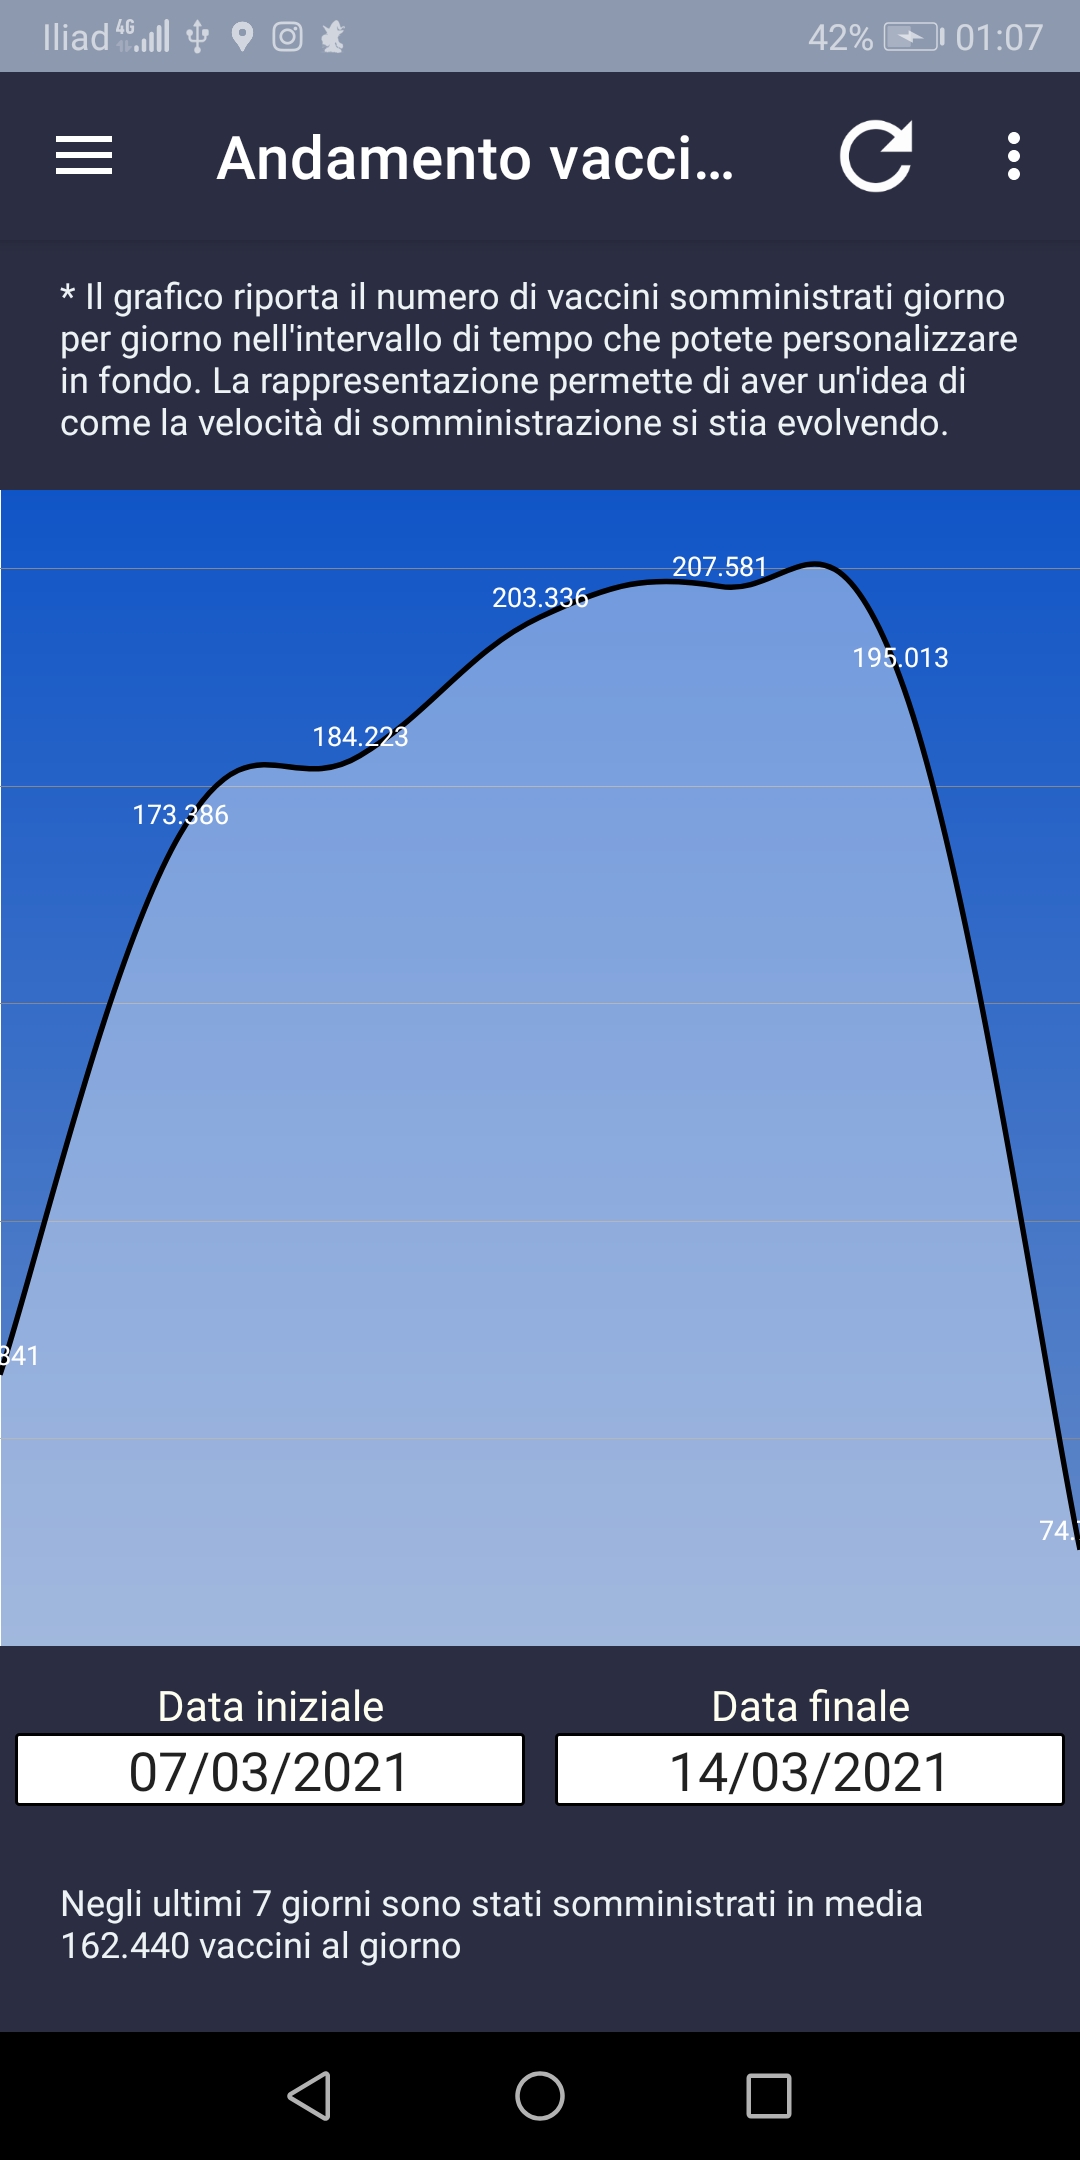 Iliad 4G 42% 01:07
Andamento vacci...
* Il grafico riporta il numero di vaccini somministrati giorno
per giorno nell'intervallo di tempo che potete personalizzare
in fondo. La rappresentazione permette di aver un'idea di
come la velocità di somministrazione si stia evolvendo.
207.581
203.336
195.013
184.223
173.386
841
74.
Data iniziale Data finale
07/03/2021 14/03/2021
Negli ultimi 7 giorni sono stati somministrati in media
162.440 vaccini al giorno